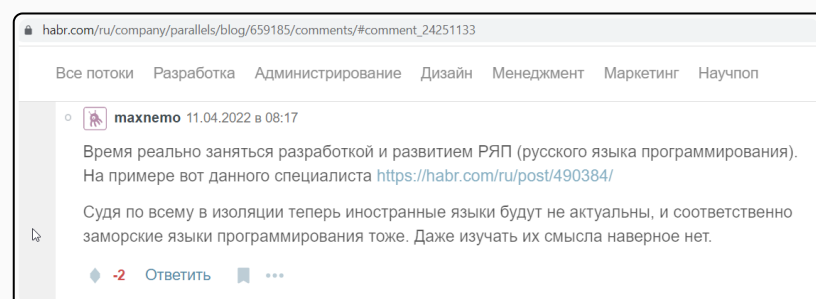 habr.com/ru/company/parallels/blog/659185/comments/#comment_24251133
Все потоки Разработка Администрирование Дизайн Менеджмент Маркетинг Научпоп
maxnemo 11.04.2022 в 08:17
Время реально заняться разработкой и развитием РЯП (русского языка программирования).
На примере вот данного специалиста https://habr.com/ru/post/490384/
Судя по всему в изоляции теперь иностранные языки будут не актуальны, и соответственно
заморские языки программирования тоже. Даже изучать их смысла наверное нет.
-2 Ответить